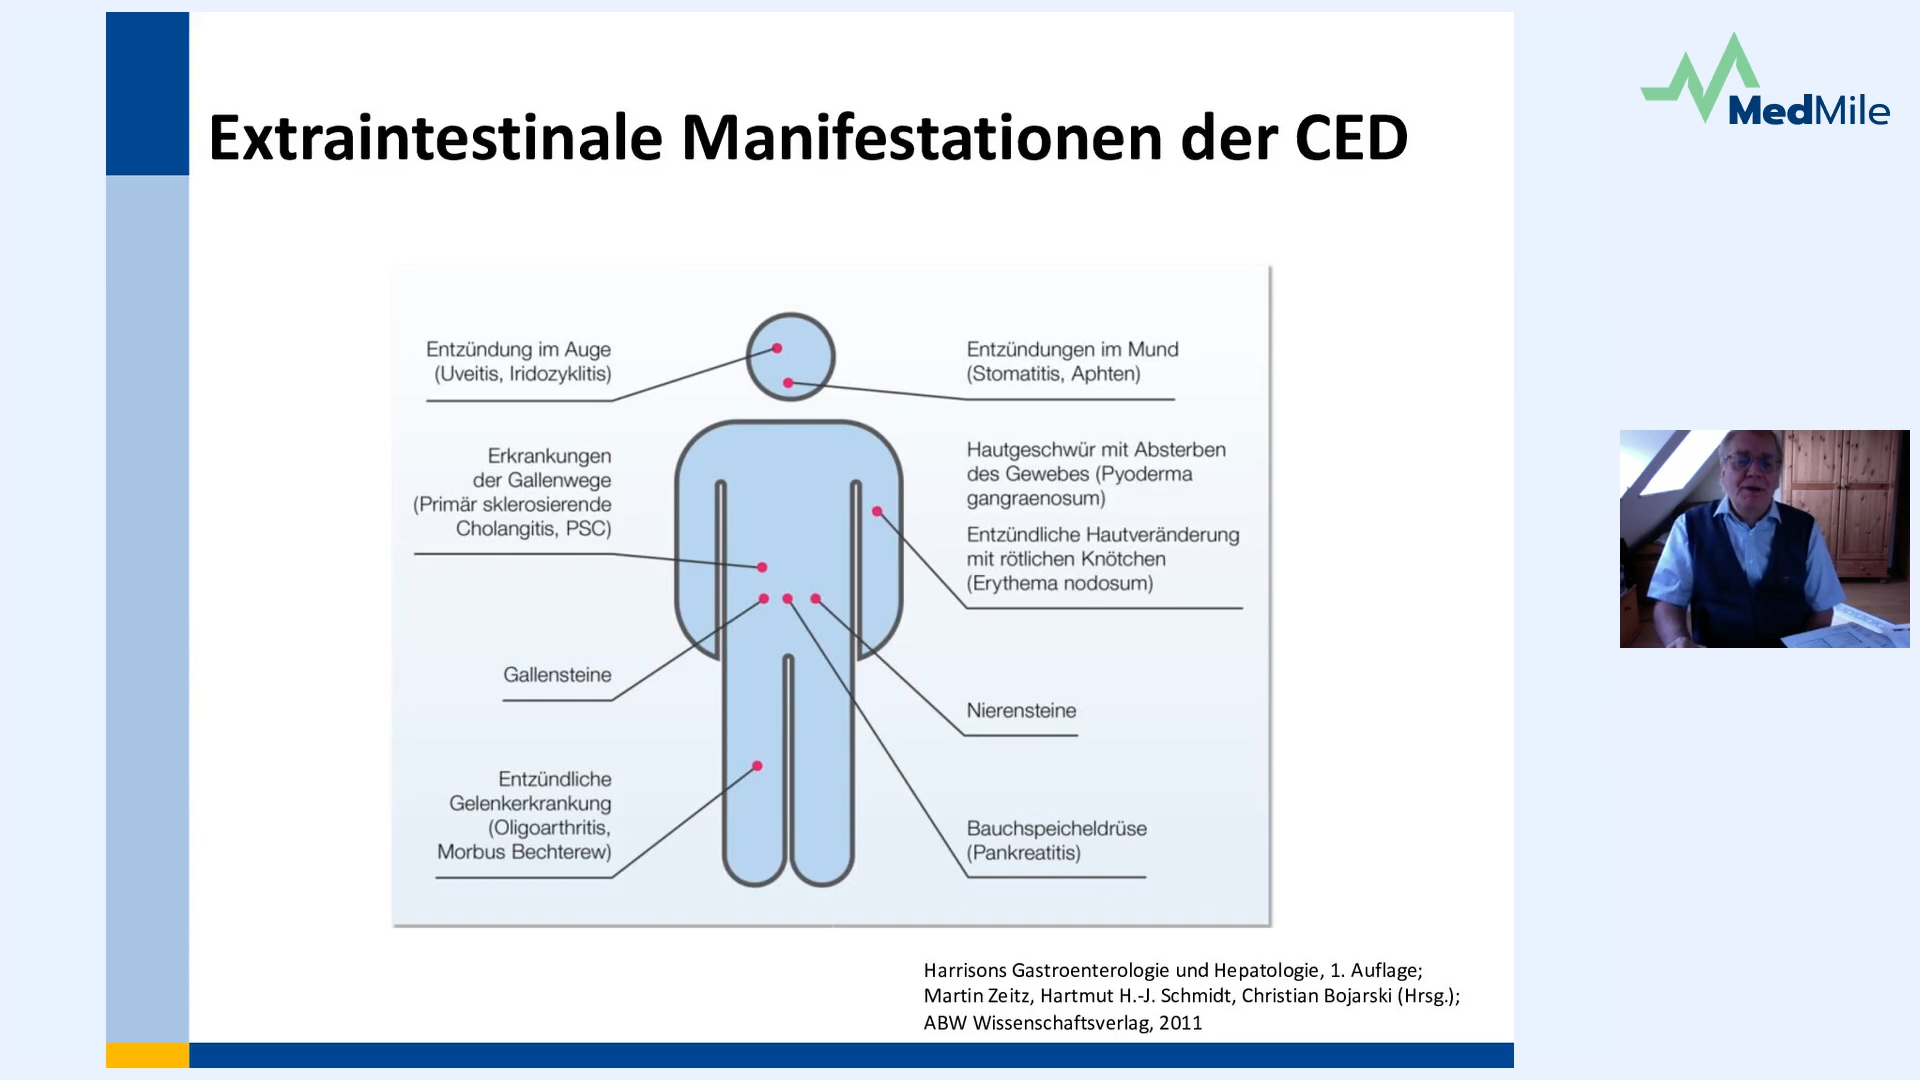 Extraintestinale Manifestationen der CED
MedMile
Entzündung im Auge
(Uveitis, Iridozyklitis)
Entzündungen im Mund
(Stomatitis, Aphten)
Erkrankungen
der Gallenwege
(Primär sklerosierende
Cholangitis, PSC)
Hautgeschwür mit Absterben
des Gewebes (Pyoderma
gangraenosum)
Entzündliche Hautveränderung
mit rötlichen Knötchen
(Erythema nodosum)
Gallensteine
Nierensteine
Entzündliche
Gelenkerkrankung
(Oligoarthritis,
Morbus Bechterew)
Bauchspeicheldrüse
(Pankreatitis)
Harrisons Gastroenterologie und Hepatologie, 1. Auflage;
Martin Zeitz, Hartmut H.-J. Schmidt, Christian Bojarski (Hrsg.);
ABW Wissenschaftsverlag, 2011